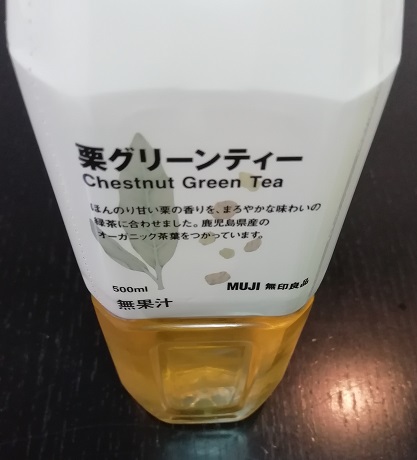 栗グリーンティー
Chestnut Green Tea
ほんのり甘い栗の香りを、まろやかな味わいの
緑茶に合わせました。鹿児島県産の
オーガニック茶葉をつかっています。
500ml
MUJI 無印良品
無果汁